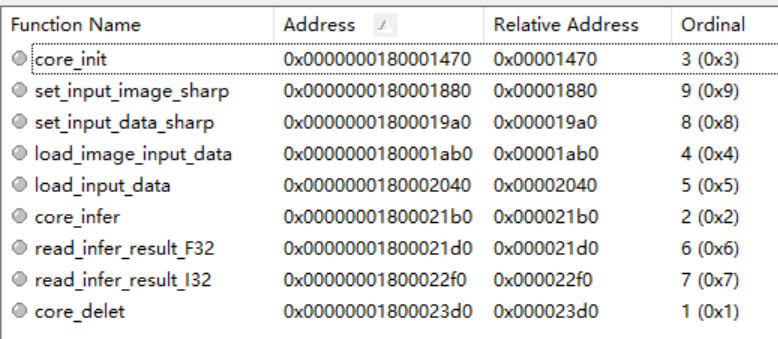 Function Name Address Relative Address Ordinal
core_init 0x0000000180001470 0x00001470 3 (0x3)
set_input_image_sharp 0x0000000180001880 0x00001880 9 (0x9)
set_input_data_sharp 0x00000001800019a0 0x000019a0 8 (0x8)
load_image_input_data 0x0000000180001ab0 0x00001ab0 4 (0x4)
load_input_data 0x0000000180002040 0x00002040 5 (0x5)
core_infer 0x00000001800021b0 0x000021b0 2 (0x2)
read_infer_result_F32 0x00000001800021d0 0x000021d0 6 (0x6)
read_infer_result_I32 0x00000001800022f0 0x000022f0 7 (0x7)
core_delet 0x00000001800023d0 0x000023d0 1 (0x1)